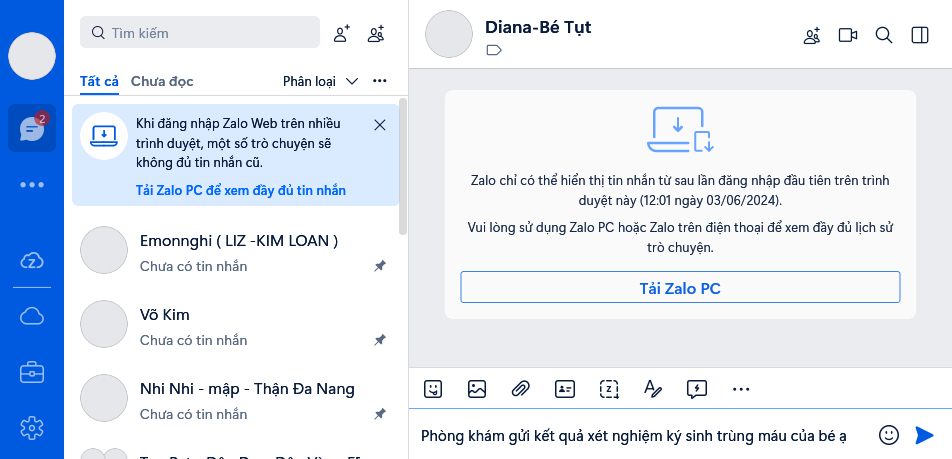 Tìm kiếm
Tất cả
Chưa đọc
Phân loại
2
Khi đăng nhập Zalo Web trên nhiều
trình duyệt, một số trò chuyện sẽ
không đủ tin nhắn cũ.
Tải Zalo PC để xem đầy đủ tin nhắn
Emonnghi ( LIZ -KIM LOAN )
Chưa có tin nhắn
Võ Kim
Chưa có tin nhắn
Nhi Nhi - mập - Thận Đa Nang
Chưa có tin nhắn
Diana-Bé Tụt
Zalo chỉ có thể hiển thị tin nhắn từ sau lần đăng nhập đầu tiên trên trình
duyệt này (12:01 ngày 03/06/2024).
Vui lòng sử dụng Zalo PC hoặc Zalo trên điện thoại để xem đầy đủ lịch sử
trò chuyện.
Tải Zalo PC
Phòng khám gửi kết quả xét nghiệm ký sinh trùng máu của bé ạ